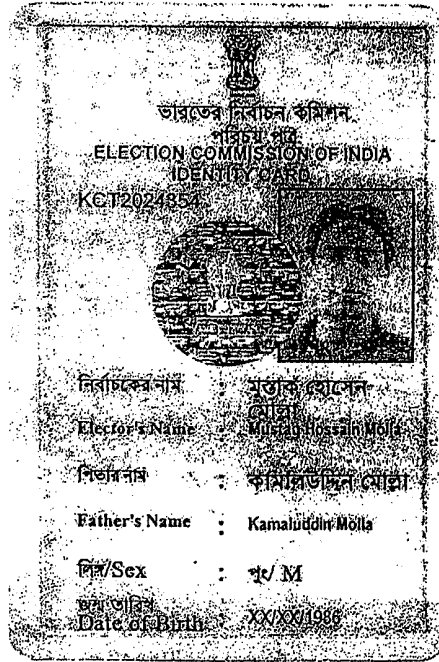 ভারতের নির্বাচন কমিশন
পরিচয় পত্র
ELECTION COMMISSION OF INDIA
IDENTITY CARD
KCT2024854
নির্বাচকের নাম : মুস্তাক হোসেন
মোল্লা
Elector's Name : Mustaq Hossain Molla
পিতার নাম : কামালউদ্দিন মোল্লা
Father's Name : Kamaluddin Molla
লিঙ্গ/Sex : পুং/ M
জন্ম তারিখ
Date of Birth : XX/XX/1986